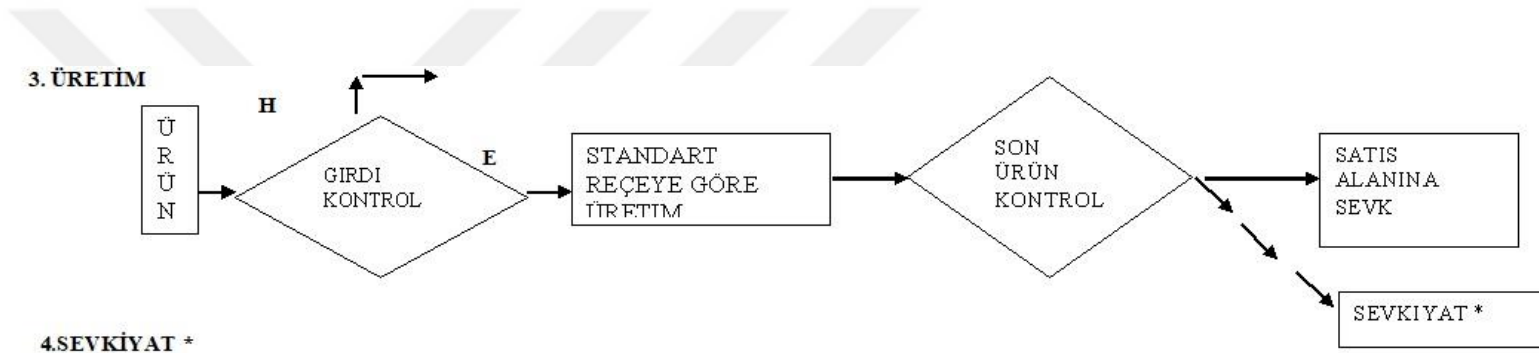 3. ÜRETİM
H
Ü
R
Ü
N
GIRDI
KONTROL
E
STANDART
REÇEYE GÖRE
ÜRETIM
SON
ÜRÜN
KONTROL
SATIS
ALANINA
SEVK
SEVKIYAT *
4.SEVKİYAT *